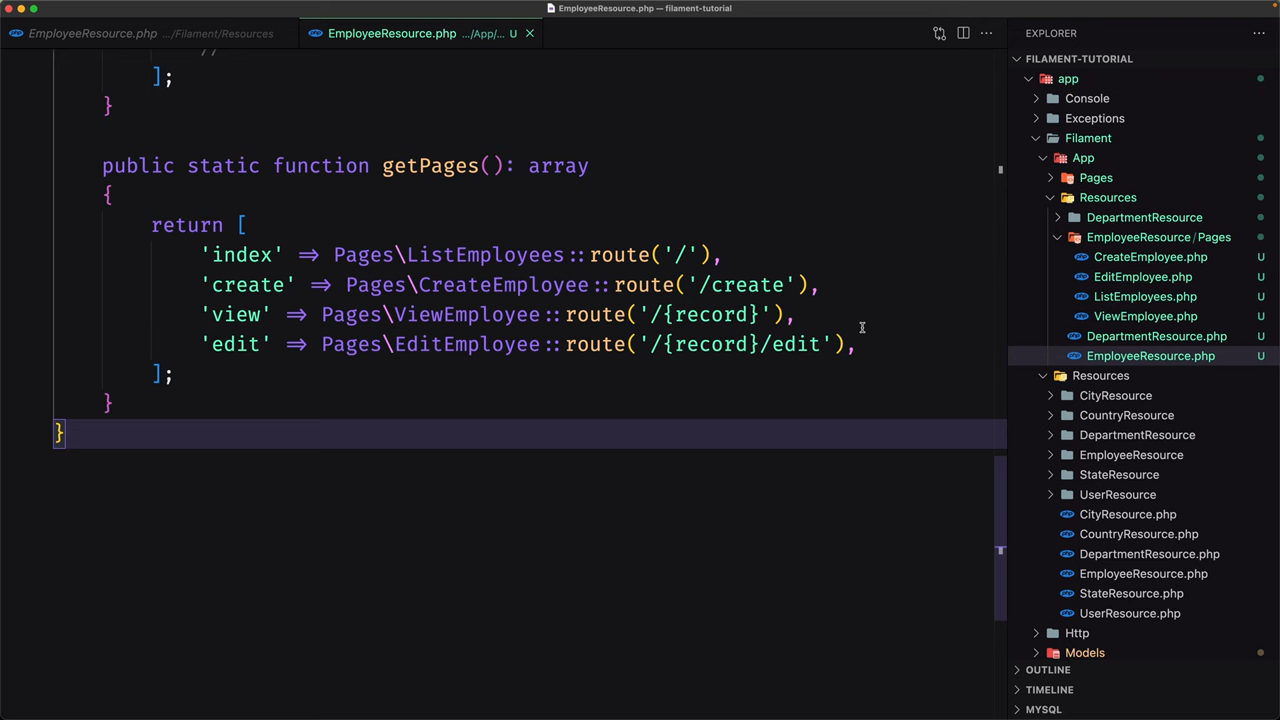 EmployeeResource.php — filament-tutorial
EmployeeResource.php .../Filament/Resources
EmployeeResource.php .../App/... U
//
];
}
public static function getPages(): array
{
return [
'index' => Pages\ListEmployees::route('/'),
'create' => Pages\CreateEmployee::route('/create'),
'view' => Pages\ViewEmployee::route('/{record}'),
'edit' => Pages\EditEmployee::route('/{record}/edit'),
];
}
}
EXPLORER
FILAMENT-TUTORIAL
app
Console
Exceptions
Filament
App
Pages
Resources
DepartmentResource
EmployeeResource/Pages
CreateEmployee.php U
EditEmployee.php U
ListEmployees.php U
ViewEmployee.php U
DepartmentResource.php U
EmployeeResource.php U
Resources
CityResource
CountryResource
DepartmentResource
EmployeeResource
StateResource
UserResource
CityResource.php
CountryResource.php
DepartmentResource.php
EmployeeResource.php
StateResource.php
UserResource.php
Http
Models
OUTLINE
TIMELINE
MYSQL